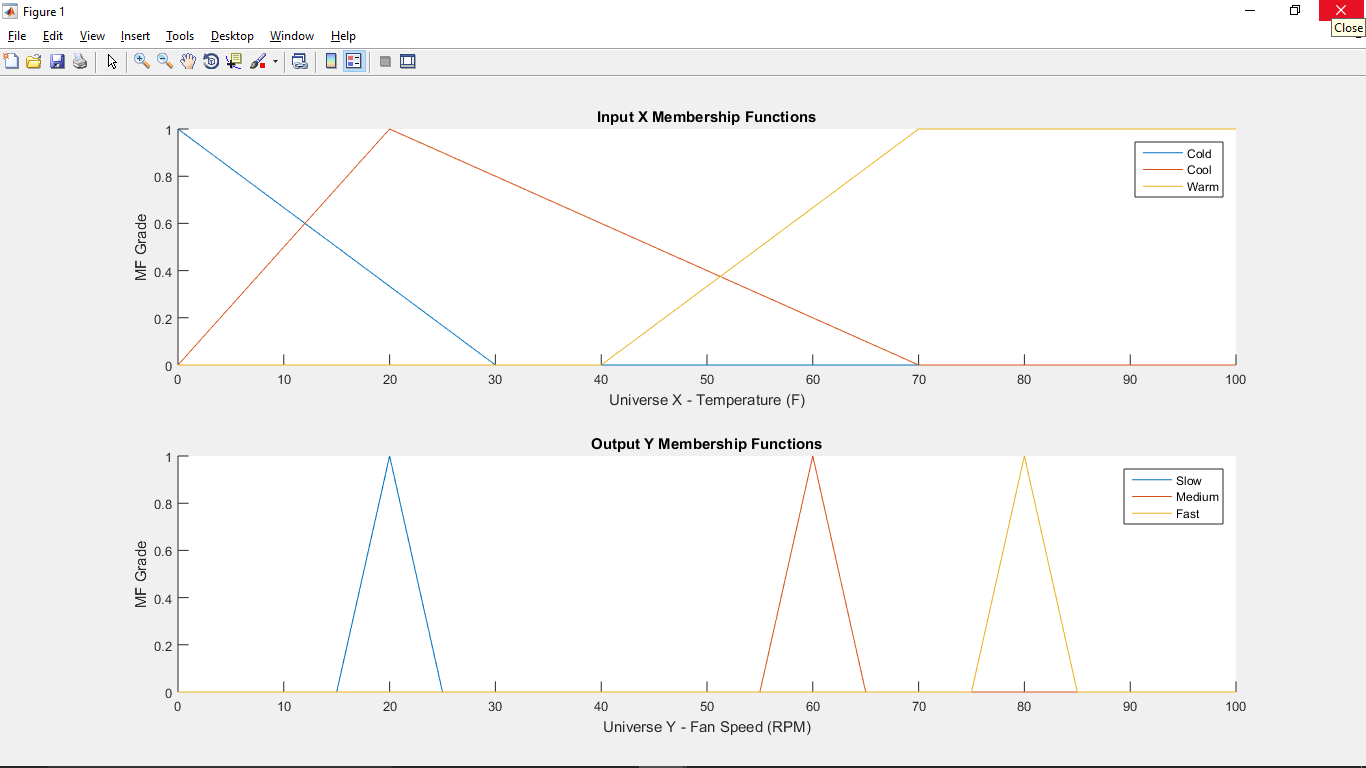 Figure 1
Close
File Edit View Insert Tools Desktop Window Help
Input X Membership Functions
MF Grade
1
0.8
0.6
0.4
0.2
0
0 10 20 30 40 50 60 70 80 90 100
Universe X - Temperature (F)
Cold
Cool
Warm
Output Y Membership Functions
MF Grade
1
0.8
0.6
0.4
0.2
0
0 10 20 30 40 50 60 70 80 90 100
Universe Y - Fan Speed (RPM)
Slow
Medium
Fast